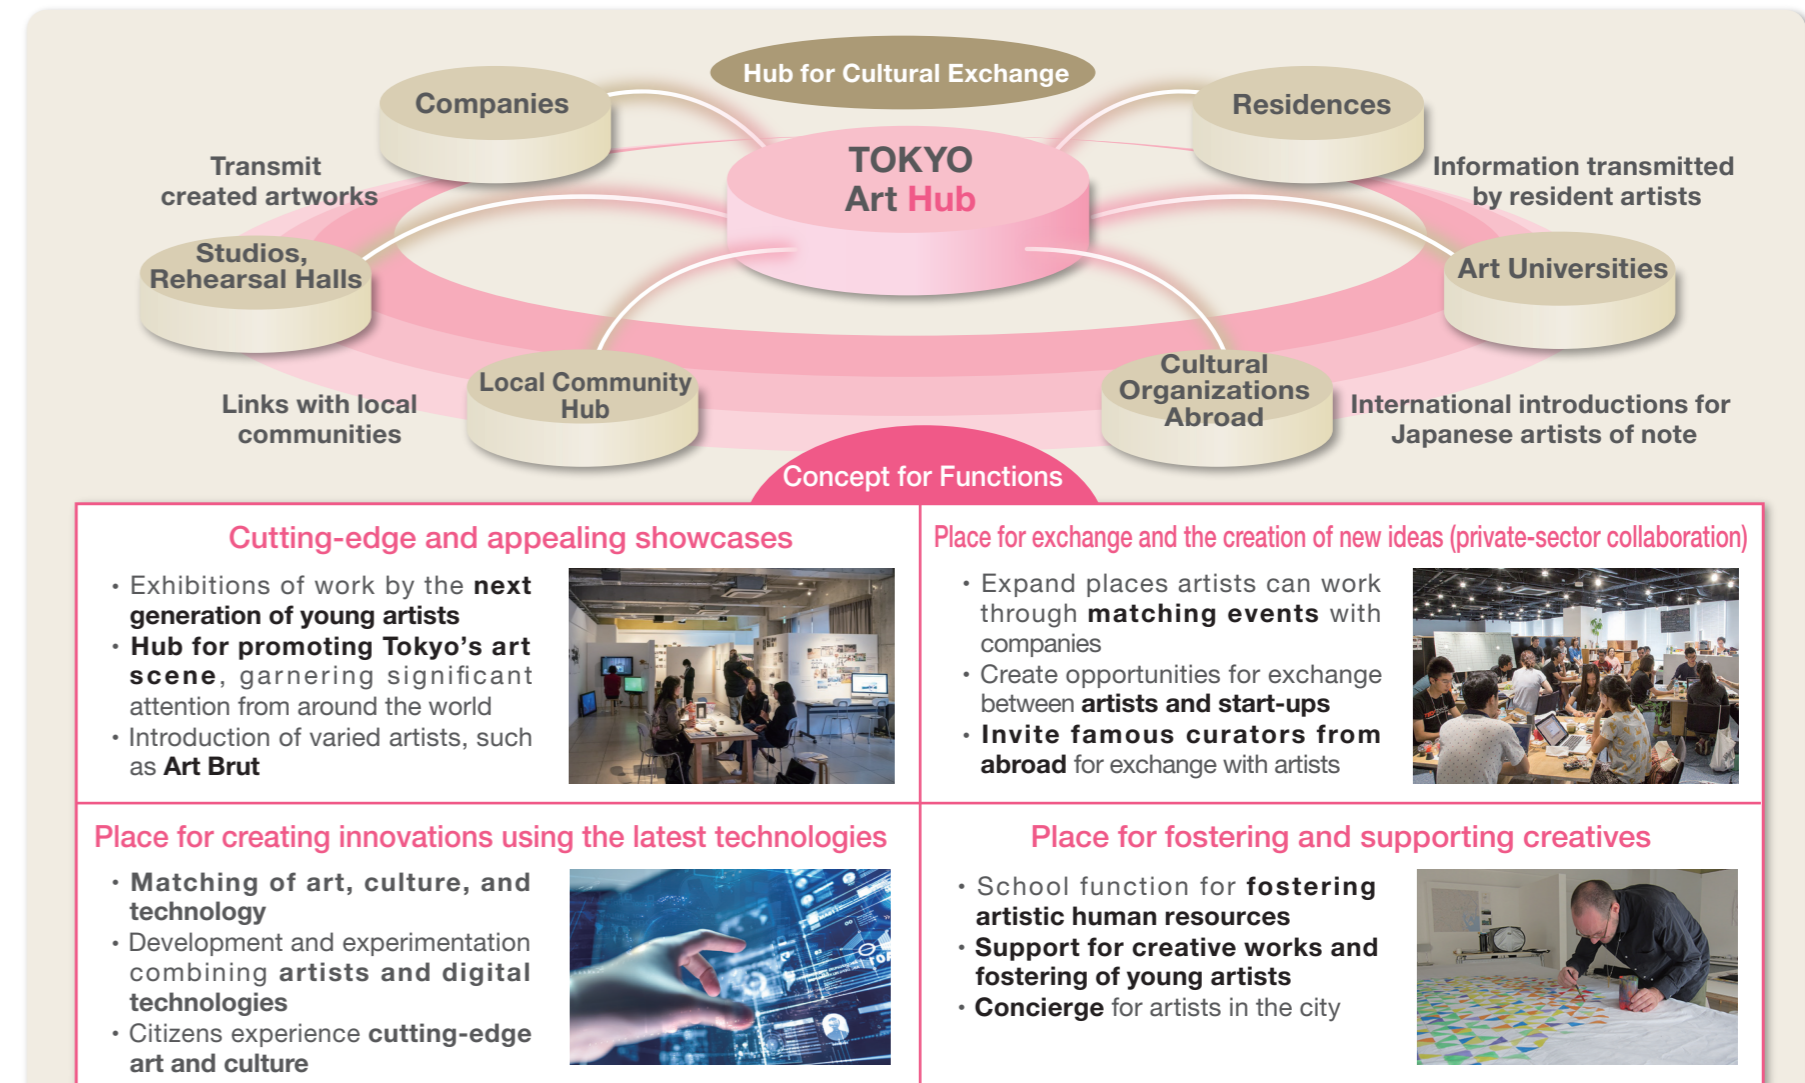 Hub for Cultural Exchange
Companies
Residences
TOKYO
Art Hub
Transmit
created artworks
Information transmitted
by resident artists
Studios,
Rehearsal Halls
Art Universities
Local Community
Hub
Cultural
Organizations
Abroad
Links with local
communities
International introductions for
Japanese artists of note
Concept for Functions
Cutting-edge and appealing showcases
• Exhibitions of work by the next
generation of young artists
• Hub for promoting Tokyo's art
scene, garnering significant
attention from around the world
• Introduction of varied artists, such
as Art Brut
Place for exchange and the creation of new ideas (private-sector collaboration)
• Expand places artists can work
through matching events with
companies
• Create opportunities for exchange
between artists and start-ups
• Invite famous curators from
abroad for exchange with artists
Place for creating innovations using the latest technologies
• Matching of art, culture, and
technology
• Development and experimentation
combining artists and digital
technologies
• Citizens experience cutting-edge
art and culture
Place for fostering and supporting creatives
• School function for fostering
artistic human resources
• Support for creative works and
fostering of young artists
• Concierge for artists in the city